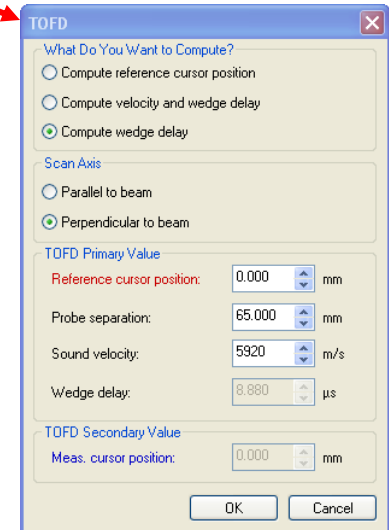 TOFD
What Do You Want to Compute?
Compute reference cursor position
Compute velocity and wedge delay
Compute wedge delay
Scan Axis
Parallel to beam
Perpendicular to beam
TOFD Primary Value
Reference cursor position: 0.000 mm
Probe separation: 65.000 mm
Sound velocity: 5920 m/s
Wedge delay: 8.880 µs
TOFD Secondary Value
Meas. cursor position: 0.000 mm
OK Cancel